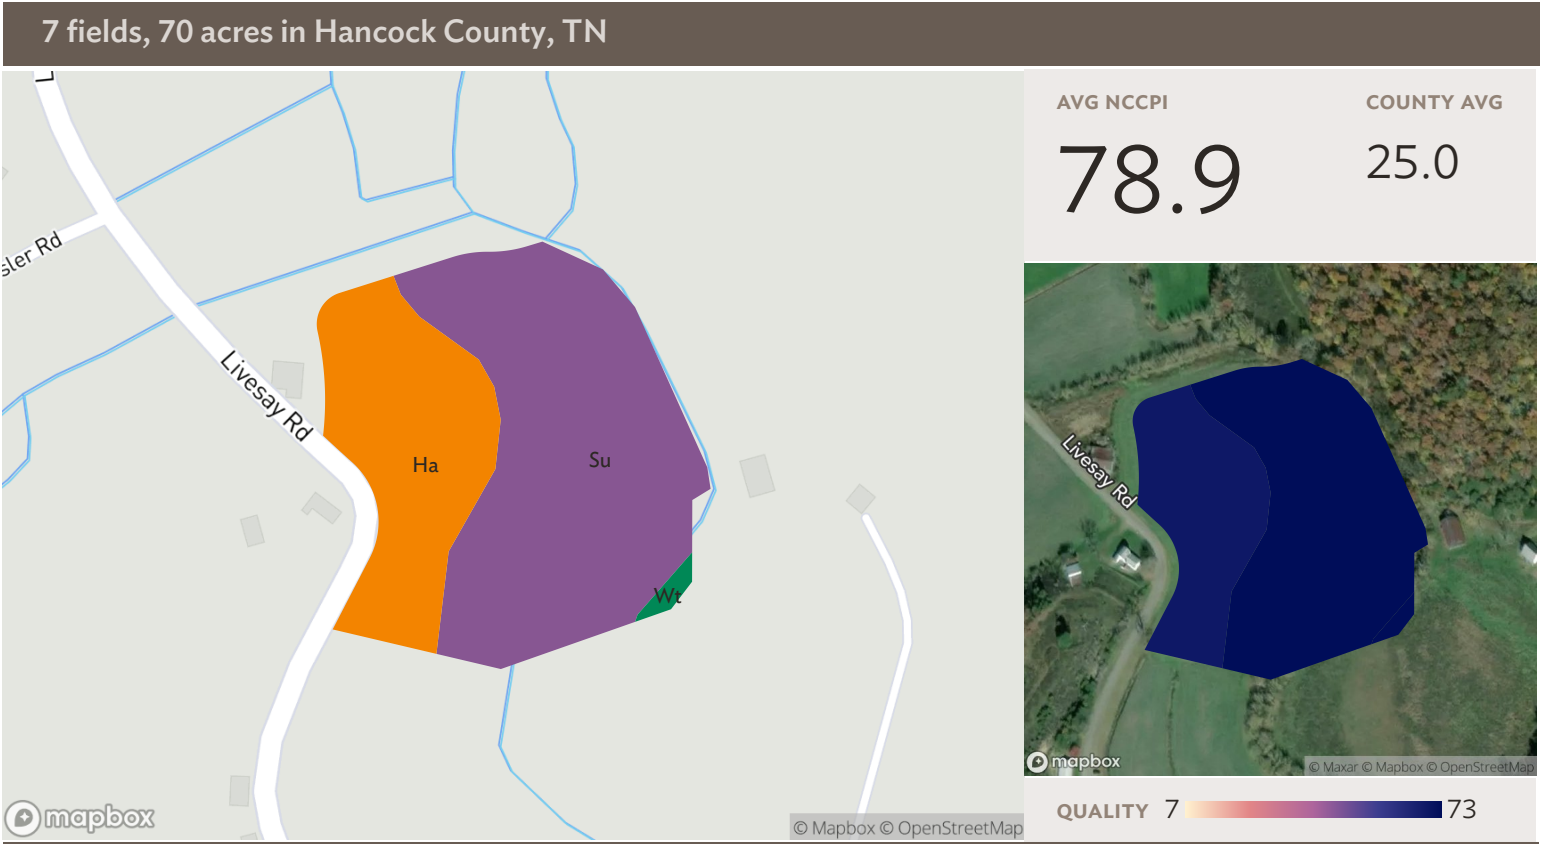 7 fields, 70 acres in Hancock County, TN
L
sler Rd
Livesay Rd
Ha
Su
Wt
mapbox
© Mapbox © OpenStreetMap
AVG NCCPI
COUNTY AVG
78.9
25.0
Livesay Rd
mapbox
© Maxar © Mapbox © OpenStreetMap
QUALITY 7 73